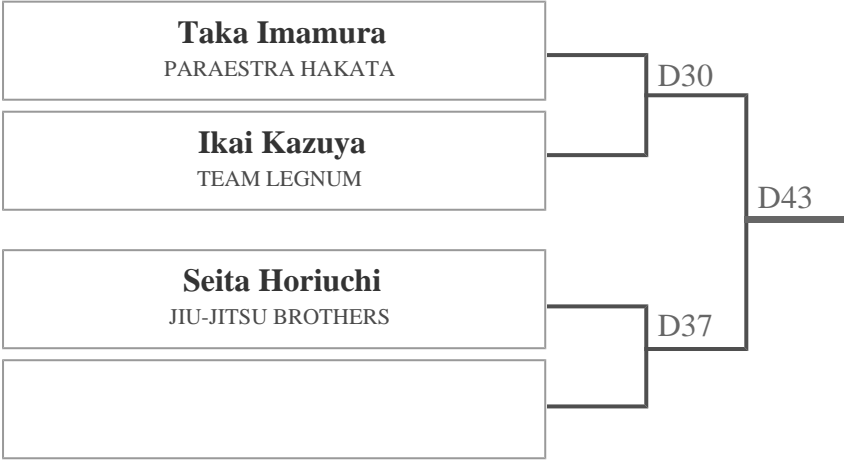 Taka Imamura
PARAESTRA HAKATA
D30
Ikai Kazuya
TEAM LEGNUM
D43
Seita Horiuchi
JIU-JITSU BROTHERS
D37